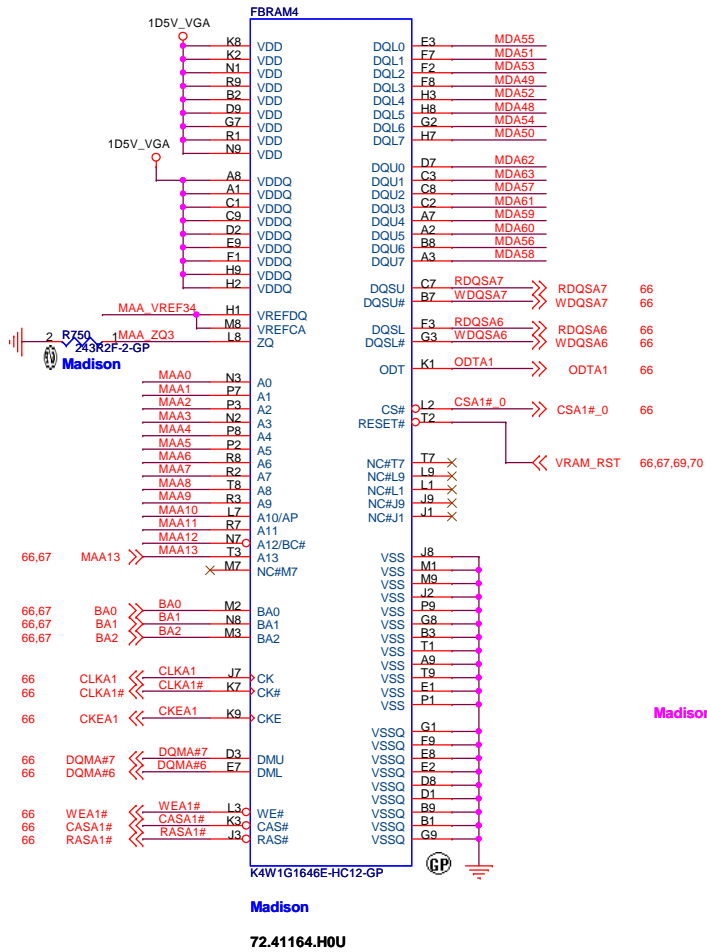 FBRAM4
1D5V_VGA
K8 VDD DQL0 E3 MDA55
K2 VDD DQL1 F7 MDA51
N1 VDD DQL2 F2 MDA53
R9 VDD DQL3 F8 MDA49
B2 VDD DQL4 H3 MDA52
D9 VDD DQL5 H8 MDA48
G7 VDD DQL6 G2 MDA54
R1 VDD DQL7 H7 MDA50
N9 VDD
1D5V_VGA
A8 VDDQ DQU0 D7 MDA62
A1 VDDQ DQU1 C3 MDA63
C1 VDDQ DQU2 C8 MDA57
C9 VDDQ DQU3 C2 MDA61
D2 VDDQ DQU4 A7 MDA59
E9 VDDQ DQU5 A2 MDA60
F1 VDDQ DQU6 B8 MDA56
H9 VDDQ DQU7 A3 MDA58
H2 VDDQ
DQSU C7 RDQSA7 RDQSA7 66
DQSU# B7 WDQSA7 WDQSA7 66
MAA_VREF34 H1 VREFDQ
M8 VREFCA DQSL F3 RDQSA6 RDQSA6 66
2 R750 1 MAA_ZQ3 L8 ZQ DQSL# G3 WDQSA6 WDQSA6 66
243R2F-2-GP
Madison
ODT K1 ODTA1 ODTA1 66
MAA0 N3 A0
MAA1 P7 A1
MAA2 P3 A2 CS# L2 CSA1#_0 CSA1#_0 66
MAA3 N2 A3 RESET# T2
MAA4 P8 A4
MAA5 P2 A5
MAA6 R8 A6 NC#T7 T7 VRAM_RST 66,67,69,70
MAA7 R2 A7 NC#L9 L9
MAA8 T8 A8 NC#L1 L1
MAA9 R3 A9 NC#J9 J9
MAA10 L7 A10/AP NC#J1 J1
MAA11 R7 A11
MAA12 N7 A12/BC#
66,67 MAA13 MAA13 T3 A13 VSS J8
M7 NC#M7 VSS M1
VSS M9
VSS J2
66,67 BA0 BA0 M2 BA0 VSS P9
66,67 BA1 BA1 N8 BA1 VSS G8
66,67 BA2 BA2 M3 BA2 VSS B3
VSS T1
VSS A9
66 CLKA1 CLKA1 J7 CK VSS T9
66 CLKA1# CLKA1# K7 CK# VSS E1
VSS P1
66 CKEA1 CKEA1 K9 CKE
Madison
VSSQ G1
VSSQ F9
66 DQMA#7 DQMA#7 D3 DMU VSSQ E8
66 DQMA#6 DQMA#6 E7 DML VSSQ E2
VSSQ D8
VSSQ D1
66 WEA1# WEA1# L3 WE# VSSQ B9
66 CASA1# CASA1# K3 CAS# VSSQ B1
66 RASA1# RASA1# J3 RAS# VSSQ G9
K4W1G1646E-HC12-GP
GP
Madison
72.41164.H0U